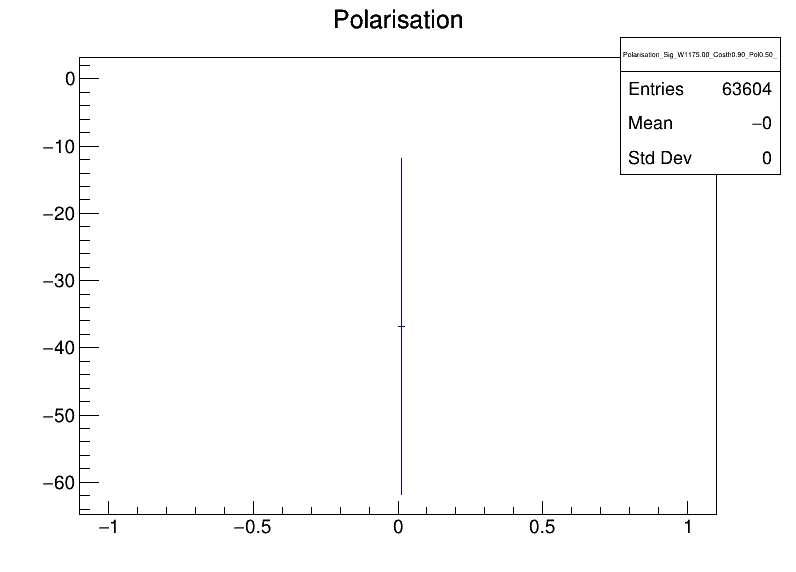 Polarisation
Polarisation_Sig_W1175.00_Costh0.90_Pol0.50_
Entries 63604
Mean −0
Std Dev 0
0
−10
−20
−30
−40
−50
−60
−1 −0.5 0 0.5 1